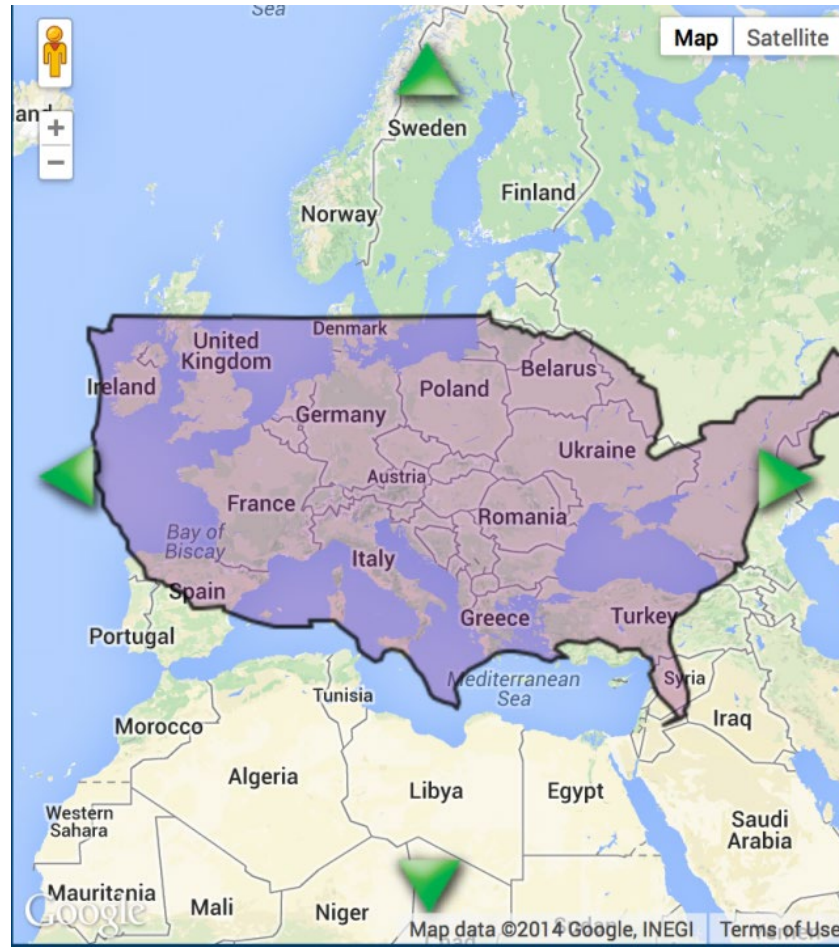 Sea
Map
Satellite
and
+
−
Sweden
Finland
Norway
United
Kingdom
Denmark
Ireland
Belarus
Poland
Germany
Ukraine
Austria
France
Romania
Bay of
Biscay
Italy
Spain
Greece
Turkey
Portugal
Mediterranean
Sea
Syria
Tunisia
Iraq
Morocco
Algeria
Libya
Egypt
Western
Sahara
Saudi
Arabia
Mauritania
Mali
Niger
Google
Map data ©2014 Google, INEGI
Terms of Use